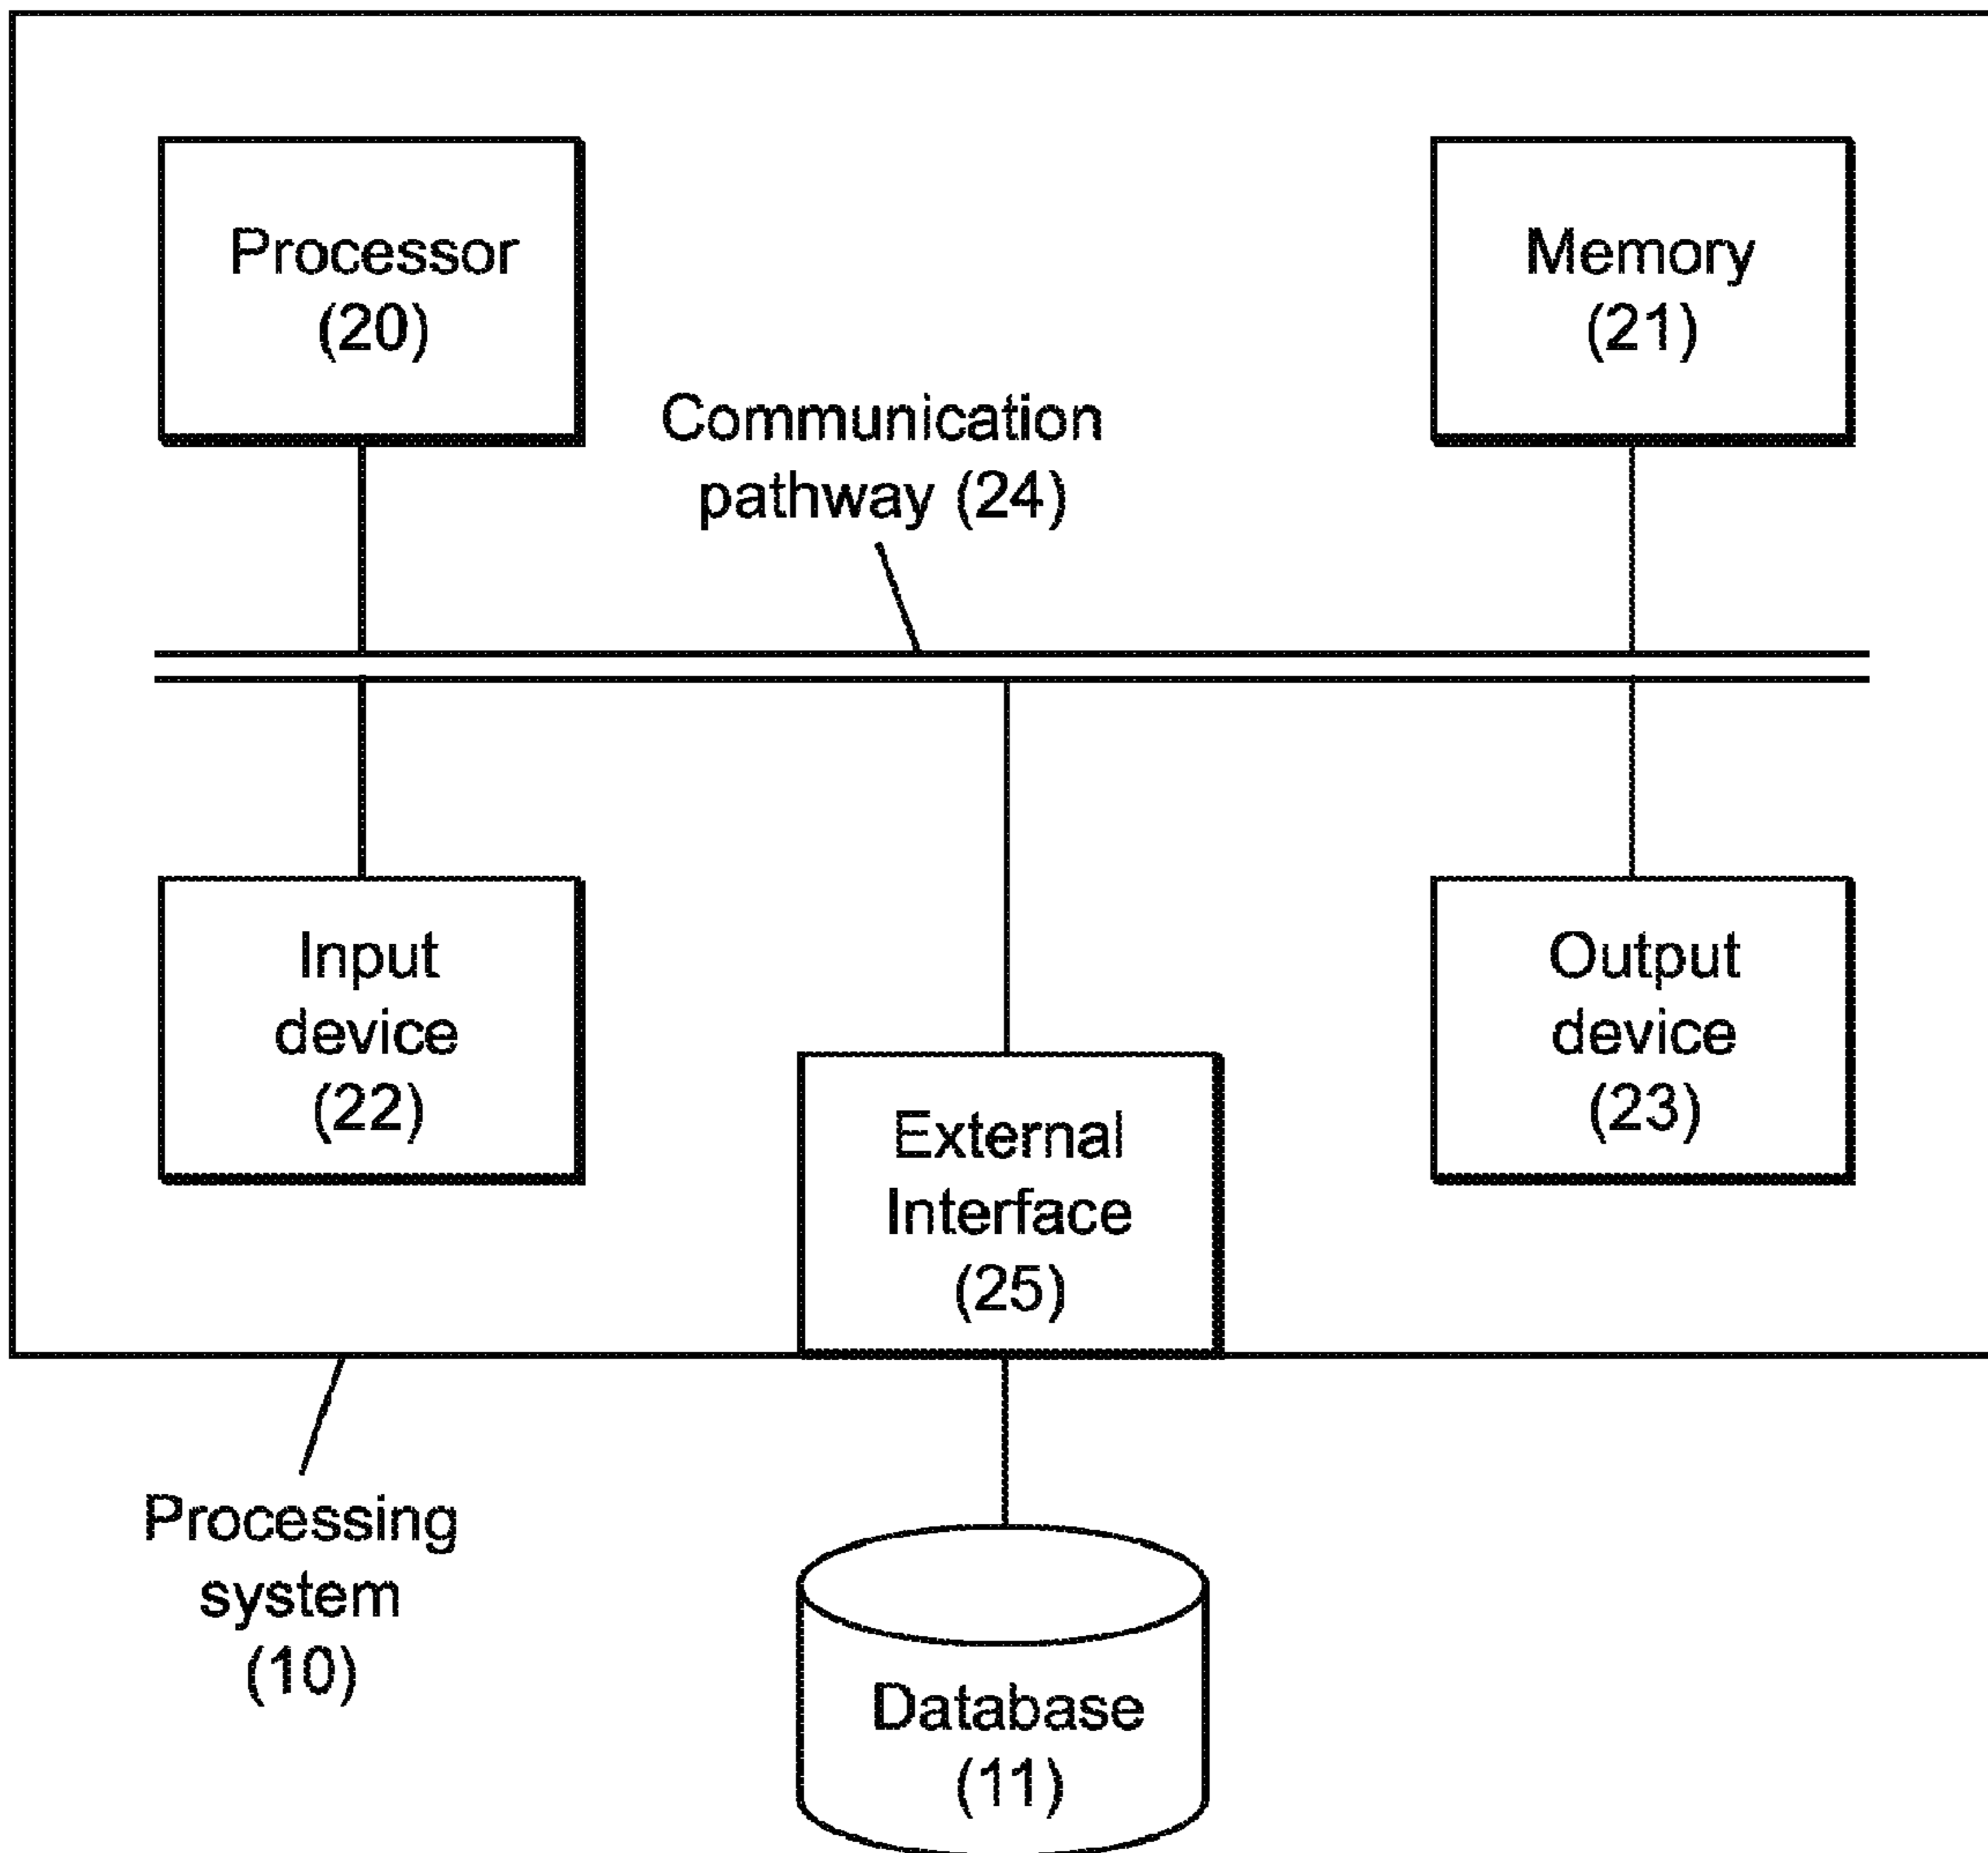 Processor
(20)
Memory
(21)
Communication
pathway (24)
Input
device
(22)
External
Interface
(25)
Output
device
(23)
Processing
system
(10)
Database
(11)